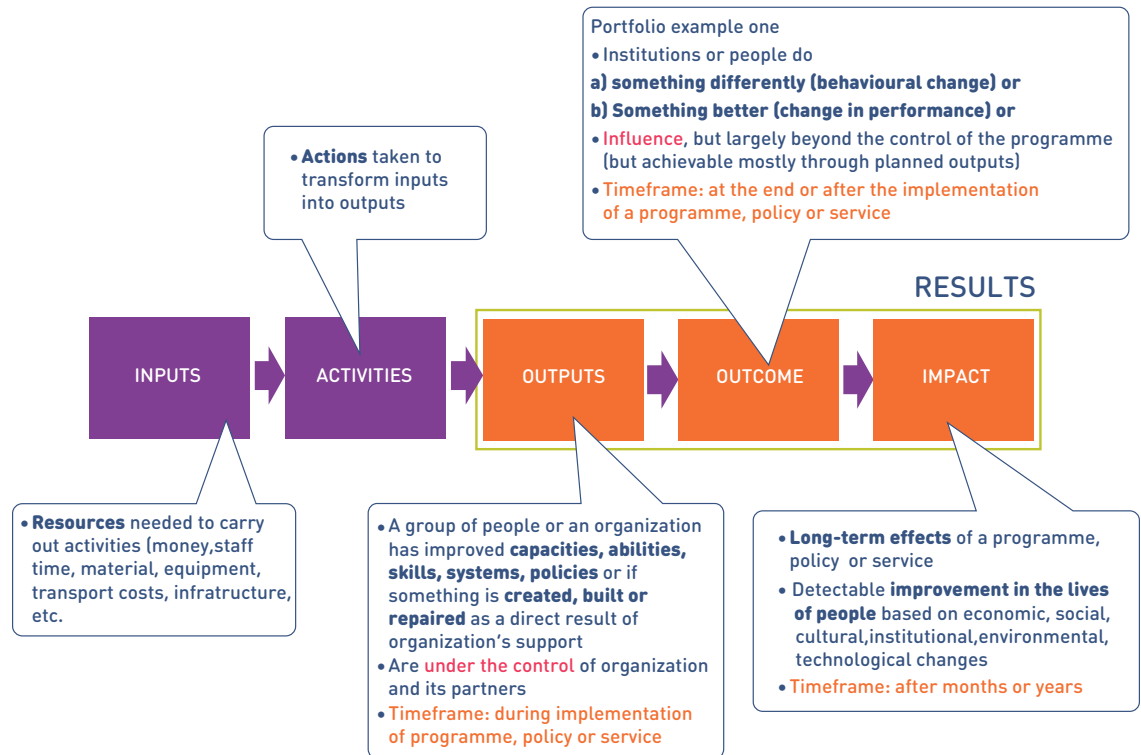 Portfolio example one
• Institutions or people do
a) something differently (behavioural change) or
b) Something better (change in performance) or
• Influence, but largely beyond the control of the programme
(but achievable mostly through planned outputs)
• Timeframe: at the end or after the implementation
of a programme, policy or service
• Actions taken to
transform inputs
into outputs
RESULTS
INPUTS
ACTIVITIES
OUTPUTS
OUTCOME
IMPACT
• Resources needed to carry
out activities (money,staff
time, material, equipment,
transport costs, infratructure,
etc.
• A group of people or an organization
has improved capacities, abilities,
skills, systems, policies or if
something is created, built or
repaired as a direct result of
organization's support
• Are under the control of organization
and its partners
• Timeframe: during implementation
of programme, policy or service
• Long-term effects of a programme,
policy or service
• Detectable improvement in the lives
of people based on economic, social,
cultural,institutional,environmental,
technological changes
• Timeframe: after months or years